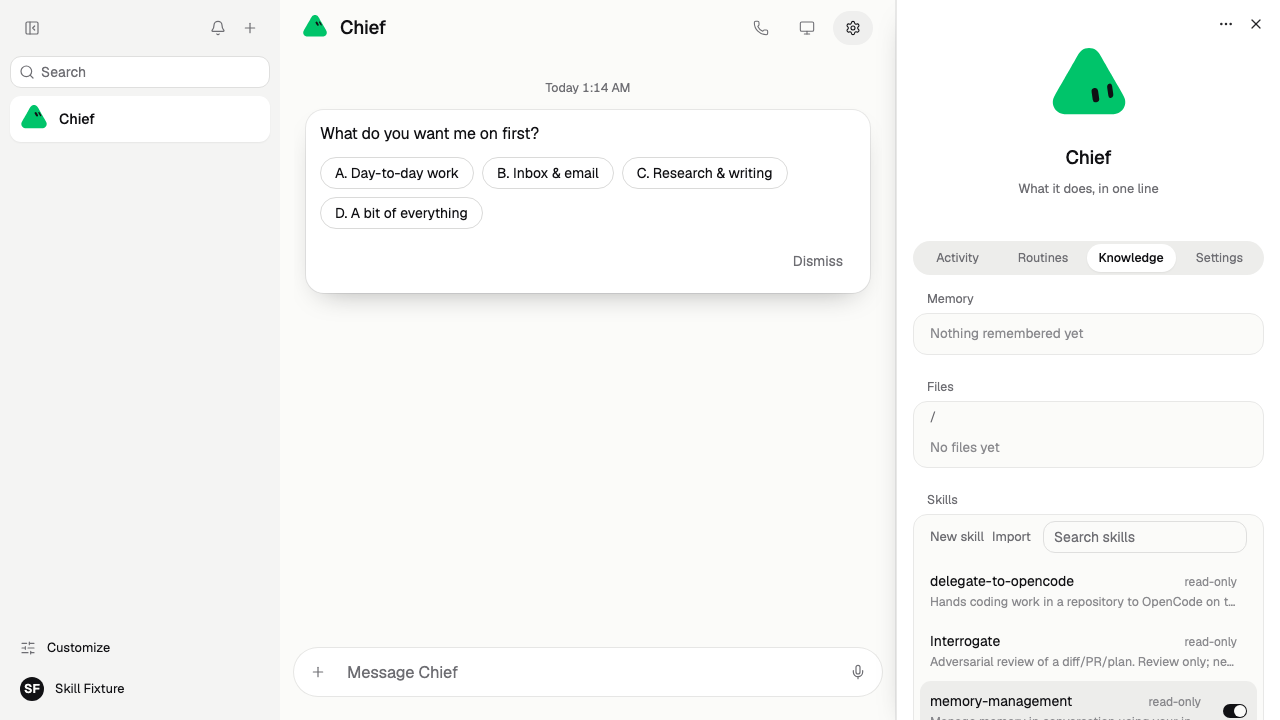 Search
Chief
Customize
SF
Skill Fixture
Chief
Today 1:14 AM
What do you want me on first?
A. Day-to-day work
B. Inbox & email
C. Research & writing
D. A bit of everything
Dismiss
Message Chief
Chief
What it does, in one line
Activity
Routines
Knowledge
Settings
Memory
Nothing remembered yet
Files
/
No files yet
Skills
New skill
Import
Search skills
delegate-to-opencode
read-only
Hands coding work in a repository to OpenCode on t...
Interrogate
read-only
Adversarial review of a diff/PR/plan. Review only; ne...
memory-management
read-only